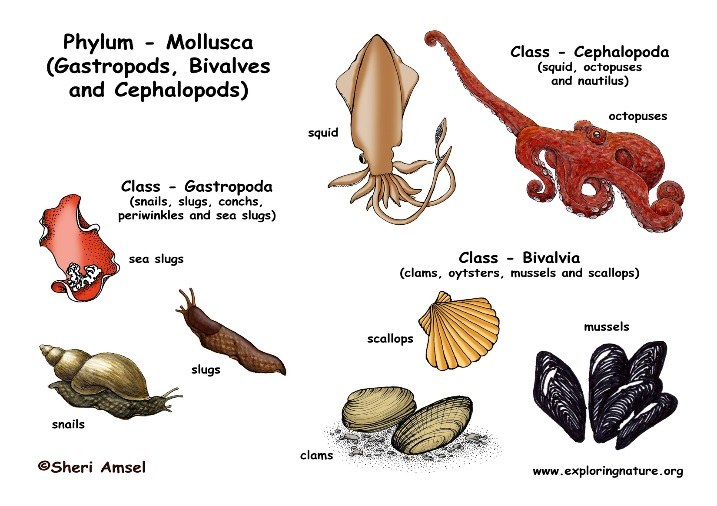 Phylum - Mollusca
(Gastropods, Bivalves
and Cephalopods)
Class - Cephalopoda
(squid, octopuses
and nautilus)
octopuses
squid
Class - Gastropoda
(snails, slugs, conchs,
periwinkles and sea slugs)
sea slugs
Class - Bivalvia
(clams, oytsters, mussels and scallops)
mussels
scallops
slugs
snails
clams
©Sheri Amsel
www.exploringnature.org